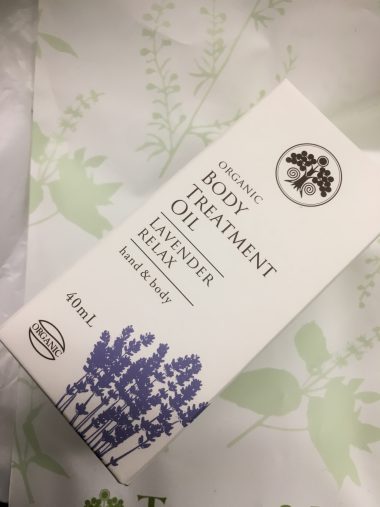 ORGANIC
BODY
TREATMENT
OIL
LAVENDER
RELAX
hand & body
40mL
ORGANIC